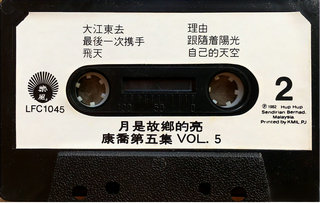 大江東去
最後一次携手
飛天
理由
跟隨着陽光
自己的天空
LFC1045
2
℗ 1982 Hup Hup
Sendirian Berhad.
Malaysia
Printed by KMIL, PJ
月是故鄉的亮
康喬第五集 VOL. 5